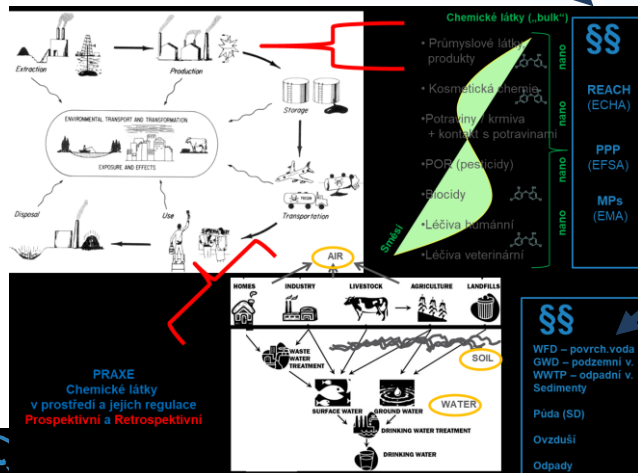 Chemické látky („bulk“)
§§
• Průmyslové látky,
produkty
• Kosmetická chemie
• Potraviny / krmiva
+ kontakt s potravinami
• POR (pesticidy)
• Biocidy
• Léčiva humánní
• Léčiva veterinární
Směsi
nano
nano
nano
nano
REACH
(ECHA)
PPP
(EFSA)
MPs
(EMA)
Extraction
Production
Storage
ENVIRONMENTAL TRANSPORT AND TRANSFORMATION
EXPOSURE AND EFFECTS
Disposal
Use
Transportation
AIR
HOMES
INDUSTRY
LIVESTOCK
AGRICULTURE
LANDFILLS
WASTE
WATER
TREATMENT
SOIL
WATER
SURFACE WATER
GROUND WATER
DRINKING WATER TREATMENT
DRINKING WATER
PRAXE
Chemické látky
v prostředí a jejich regulace
Prospektivní a Retrospektivní
§§
WFD – povrch.voda
GWD – podzemní v.
WWTP – odpadní v.
Sedimenty
Púda (SD)
Ovzduší
Odpady